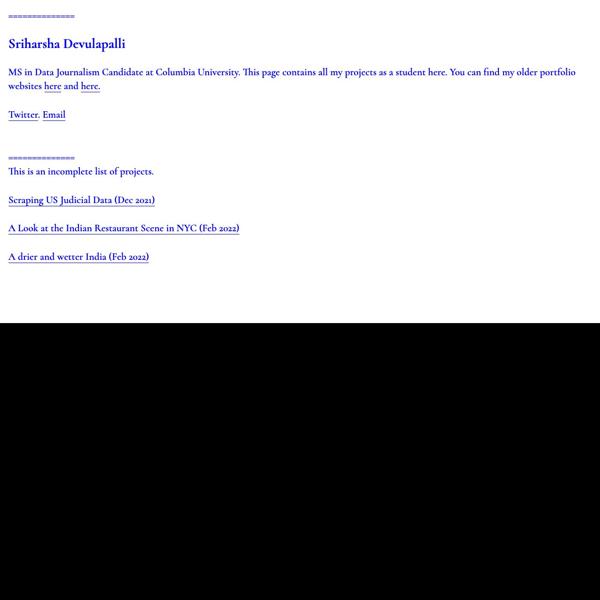 ==============
Sriharsha Devulapalli
MS in Data Journalism Candidate at Columbia University. This page contains all my projects as a student here. You can find my older portfolio
websites here and here.
Twitter. Email
==============
This is an incomplete list of projects.
Scraping US Judicial Data (Dec 2021)
A Look at the Indian Restaurant Scene in NYC (Feb 2022)
A drier and wetter India (Feb 2022)